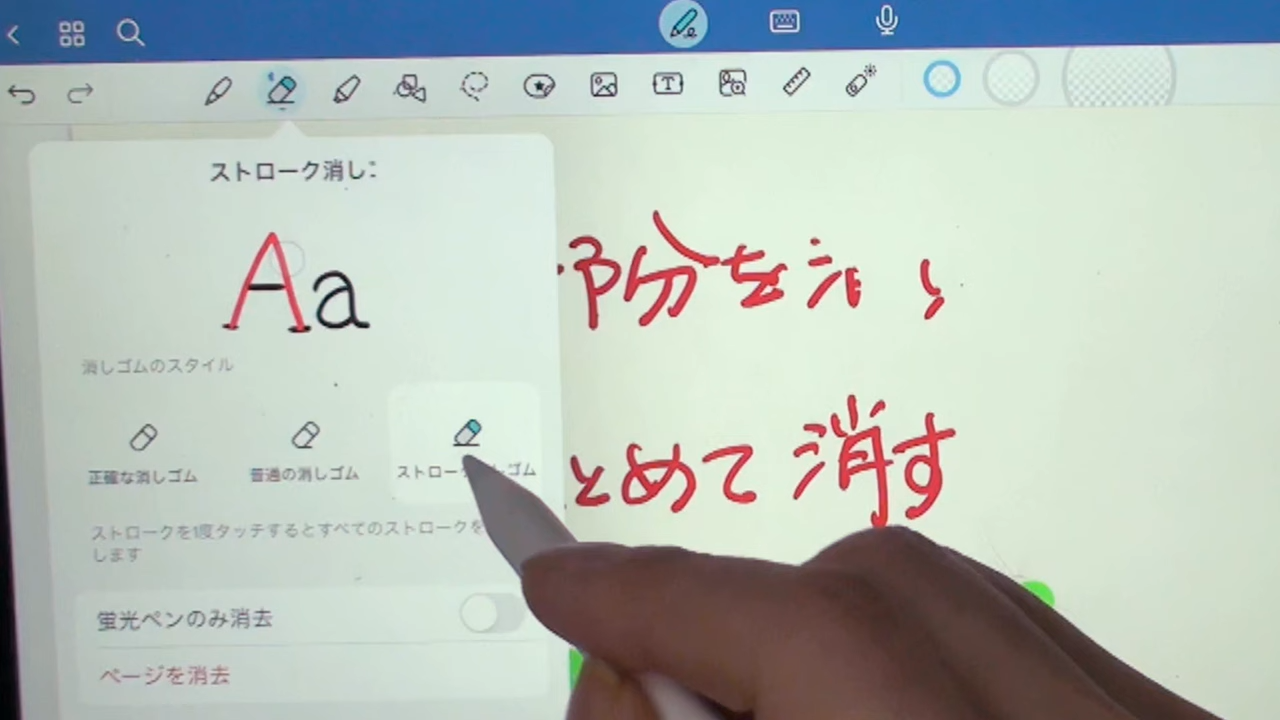 ストローク消し:
Aa
消しゴムのスタイル
正確な消しゴム
普通の消しゴム
ストロー
ゴム
ストロークを1度タッチするとすべてのストロークを
します
蛍光ペンのみ消去
ページを消去
部分を
とめて消す